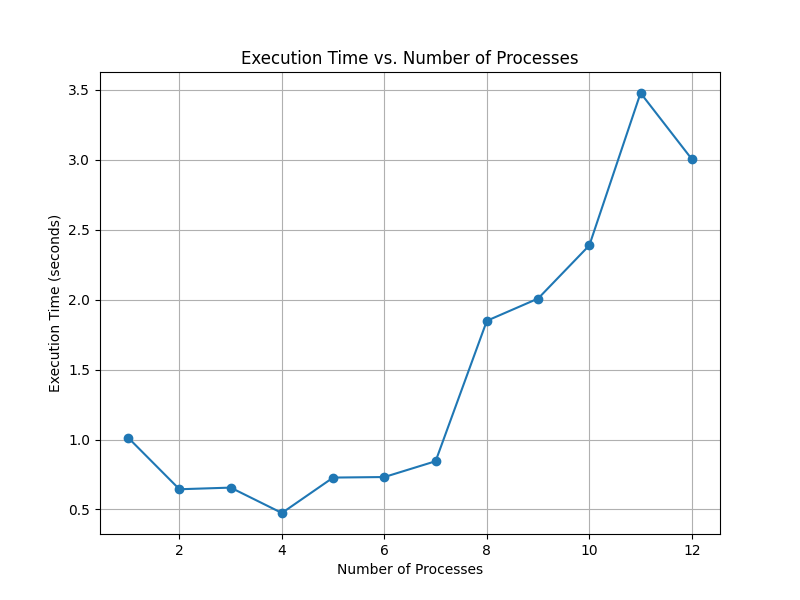 Execution Time vs. Number of Processes
Execution Time (seconds)
3.5
3.0
2.5
2.0
1.5
1.0
0.5
2 4 6 8 10 12
Number of Processes